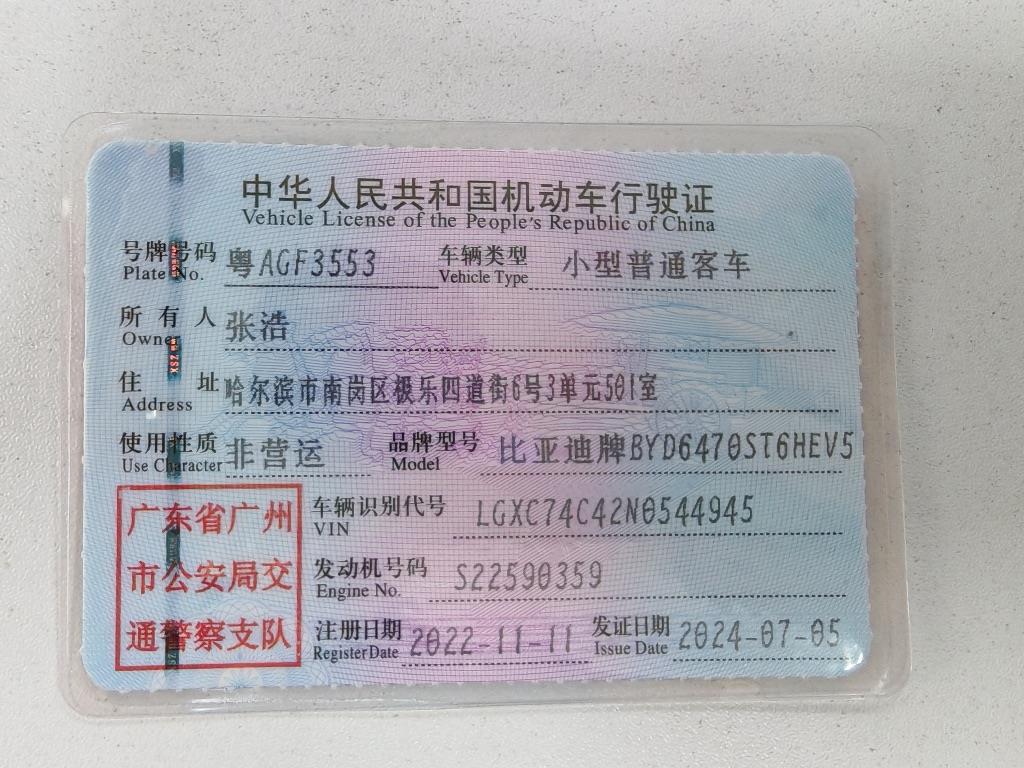 中华人民共和国机动车行驶证
Vehicle License of the People's Republic of China
号牌号码 粤AGF3553 车辆类型 小型普通客车
Plate No. Vehicle Type
所有人 张浩
Owner
住址 哈尔滨市南岗区极乐四道街6号3单元501室
Address
使用性质 非营运 品牌型号 比亚迪牌BYD6470ST6HEV5
Use Character Model
广东省广州
市公安局交
通警察支队
车辆识别代号 LGXC74C42N0544945
VIN
发动机号码 S22590359
Engine No.
注册日期 2022-11-11 发证日期 2024-07-05
Register Date Issue Date